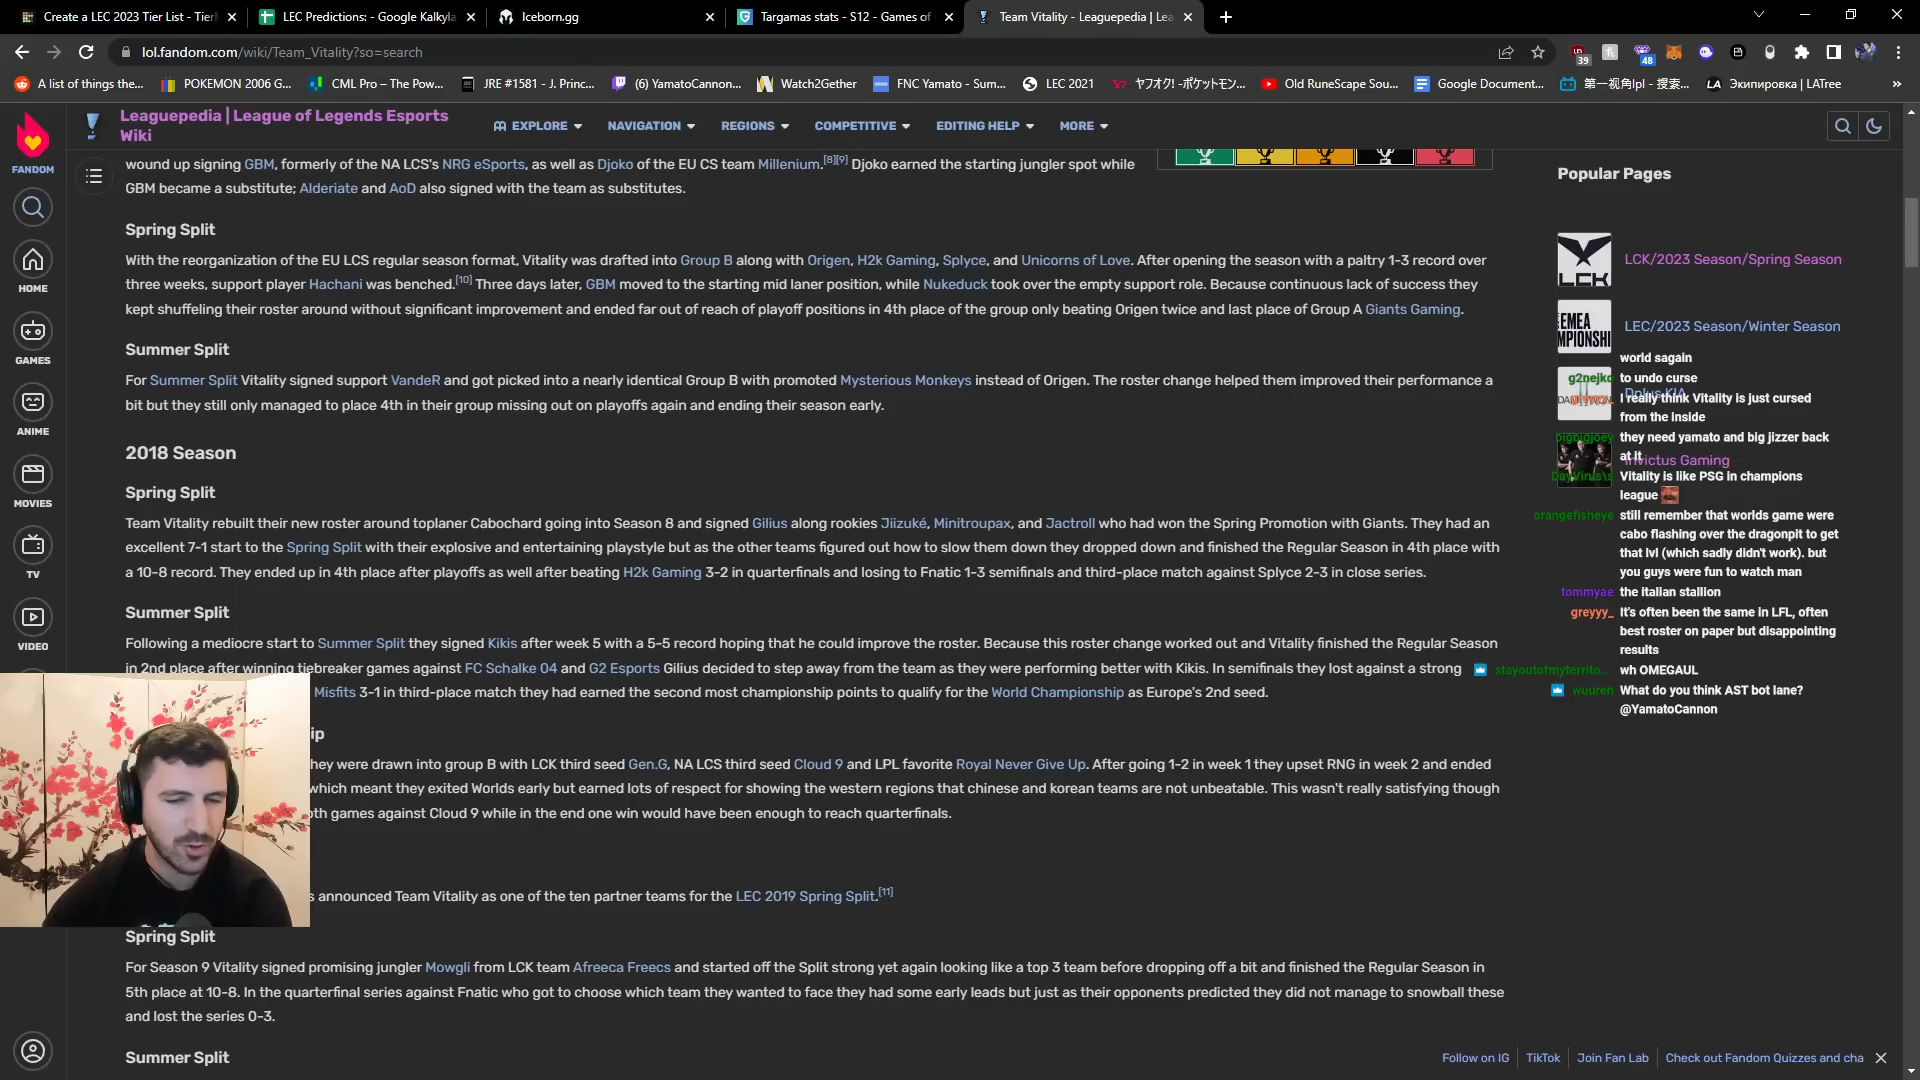 Create a LEC 2023 Tier List - Tierl
LEC Predictions: - Google Kalkyla
Iceborn.gg
Targamas stats - S12 - Games of
Team Vitality - Leaguepedia | Lea
lol.fandom.com/wiki/Team_Vitality?so=search
39
48
A list of things the...
POKEMON 2006 G...
CML Pro – The Pow...
JRE #1581 - J. Princ...
(6) YamatoCannon...
Watch2Gether
FNC Yamato - Sum...
LEC 2021
ヤフオク! -ポケットモン...
Old RuneScape Sou...
Google Document...
第一视角lpl - 搜索...
Экипировка | LATree
»
FANDOM
HOME
GAMES
ANIME
MOVIES
TV
VIDEO
Leaguepedia | League of Legends Esports
Wiki
EXPLORE
NAVIGATION
REGIONS
COMPETITIVE
EDITING HELP
MORE
wound up signing GBM, formerly of the NA LCS's NRG eSports, as well as Djoko of the EU CS team Millenium.[8][9] Djoko earned the starting jungler spot while
GBM became a substitute; Alderiate and AoD also signed with the team as substitutes.
Spring Split
With the reorganization of the EU LCS regular season format, Vitality was drafted into Group B along with Origen, H2k Gaming, Splyce, and Unicorns of Love. After opening the season with a paltry 1-3 record over
three weeks, support player Hachani was benched.[10] Three days later, GBM moved to the starting mid laner position, while Nukeduck took over the empty support role. Because continuous lack of success they
kept shuffeling their roster around without significant improvement and ended far out of reach of playoff positions in 4th place of the group only beating Origen twice and last place of Group A Giants Gaming.
Summer Split
For Summer Split Vitality signed support VandeR and got picked into a nearly identical Group B with promoted Mysterious Monkeys instead of Origen. The roster change helped them improved their performance a
bit but they still only managed to place 4th in their group missing out on playoffs again and ending their season early.
2018 Season
Spring Split
Team Vitality rebuilt their new roster around toplaner Cabochard going into Season 8 and signed Gilius along rookies Jiizuké, Minitroupax, and Jactroll who had won the Spring Promotion with Giants. They had an
excellent 7-1 start to the Spring Split with their explosive and entertaining playstyle but as the other teams figured out how to slow them down they dropped down and finished the Regular Season in 4th place with
a 10-8 record. They ended up in 4th place after playoffs as well after beating H2k Gaming 3-2 in quarterfinals and losing to Fnatic 1-3 semifinals and third-place match against Splyce 2-3 in close series.
Summer Split
Following a mediocre start to Summer Split they signed Kikis after week 5 with a 5-5 record hoping that he could improve the roster. Because this roster change worked out and Vitality finished the Regular Season
in 2nd place after winning tiebreaker games against FC Schalke 04 and G2 Esports Gilius decided to step away from the team as they were performing better with Kikis. In semifinals they lost against a strong
Misfits 3-1 in third-place match they had earned the second most championship points to qualify for the World Championship as Europe's 2nd seed.
ip
hey were drawn into group B with LCK third seed Gen.G, NA LCS third seed Cloud 9 and LPL favorite Royal Never Give Up. After going 1-2 in week 1 they upset RNG in week 2 and ended
which meant they exited Worlds early but earned lots of respect for showing the western regions that chinese and korean teams are not unbeatable. This wasn't really satisfying though
oth games against Cloud 9 while in the end one win would have been enough to reach quarterfinals.
s announced Team Vitality as one of the ten partner teams for the LEC 2019 Spring Split.[11]
Spring Split
For Season 9 Vitality signed promising jungler Mowgli from LCK team Afreeca Freecs and started off the Split strong yet again looking like a top 3 team before dropping off a bit and finished the Regular Season in
5th place at 10-8. In the quarterfinal series against Fnatic who got to choose which team they wanted to face they had some early leads but just as their opponents predicted they did not manage to snowball these
and lost the series 0-3.
Summer Split
Popular Pages
LCK
LCK/2023 Season/Spring Season
EMEA
MPIONSHI
LEC/2023 Season/Winter Season
Invictus Gaming
world sagain
g2nejko to undo curse
I really think Vitality is just cursed
from the inside
bigbigjoey they need yamato and big jizzer back
at it
Vitality is like PSG in champions
league
orangefisheye still remember that worlds game were
cabo flashing over the dragonpit to get
that lvl (which sadly didn't work). but
you guys were fun to watch man
tommyae the italian stallion
greyyy_ It's often been the same in LFL, often
best roster on paper but disappointing
results
stayoutofmyterrito... wh OMEGAUL
wuuren What do you think AST bot lane?
@YamatoCannon
Follow on IG
TikTok
Join Fan Lab
Check out Fandom Quizzes and cha